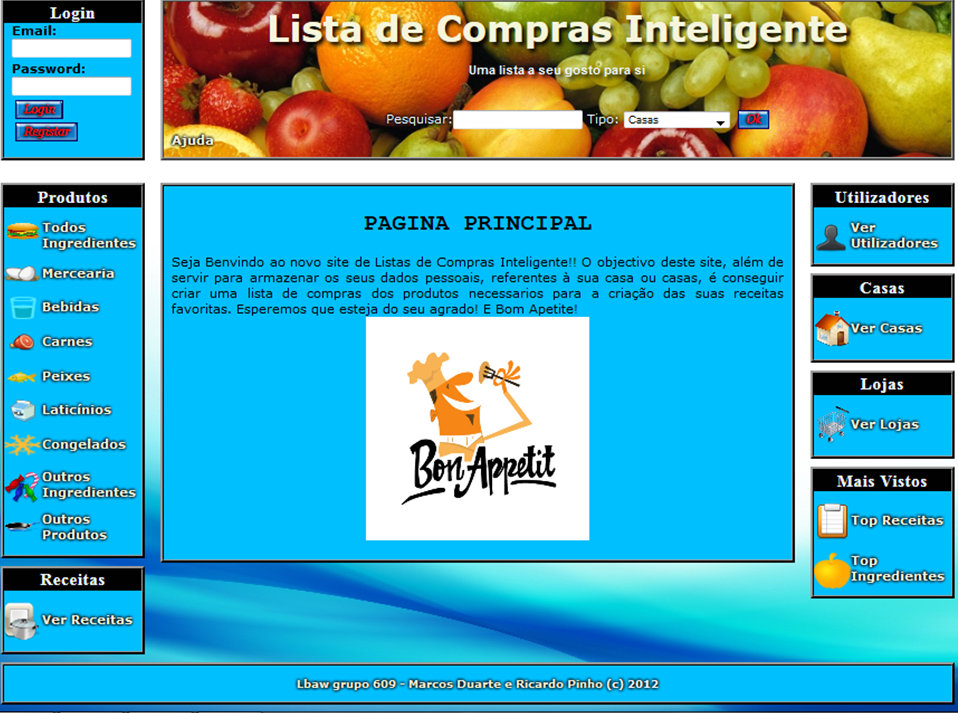 Login
Email:
Password:
Login
Registar
Lista de Compras Inteligente
Uma lista a seu gosto para si
Pesquisar: Tipo: Casas Ok
Ajuda
Produtos
Todos
Ingredientes
Mercearia
Bebidas
Carnes
Peixes
Laticínios
Congelados
Outros
Ingredientes
Outros
Produtos
Receitas
Ver Receitas
PAGINA PRINCIPAL
Seja Benvindo ao novo site de Listas de Compras Inteligente!! O objectivo deste site, além de
servir para armazenar os seus dados pessoais, referentes à sua casa ou casas, é conseguir
criar uma lista de compras dos produtos necessarios para a criação das suas receitas
favoritas. Esperemos que esteja do seu agrado! E Bom Apetite!
Bon Appetit
Utilizadores
Ver
Utilizadores
Casas
Ver Casas
Lojas
Ver Lojas
Mais Vistos
Top Receitas
Top
Ingredientes
Lbaw grupo 609 - Marcos Duarte e Ricardo Pinho (c) 2012